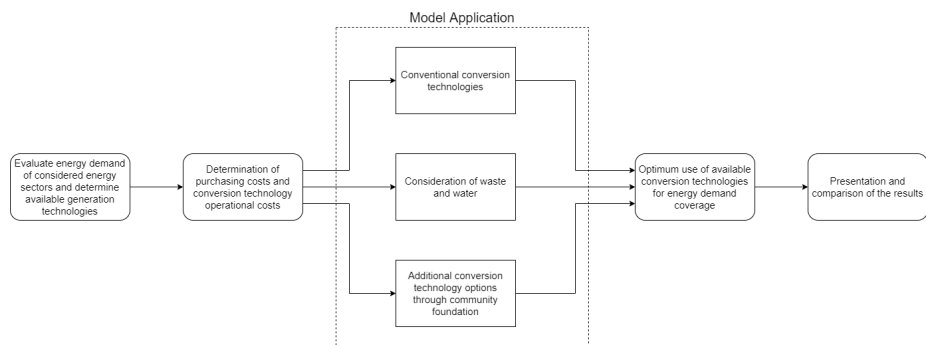 Model Application
Evaluate energy demand
of considered energy
sectors and determine
available generation
technologies
Determination of
purchasing costs and
conversion technology
operational costs
Conventional conversion
technologies
Consideration of waste
and water
Additional conversion
technology options
through community
foundation
Optimum use of available
conversion technologies
for energy demand
coverage
Presentation and
comparison of the results